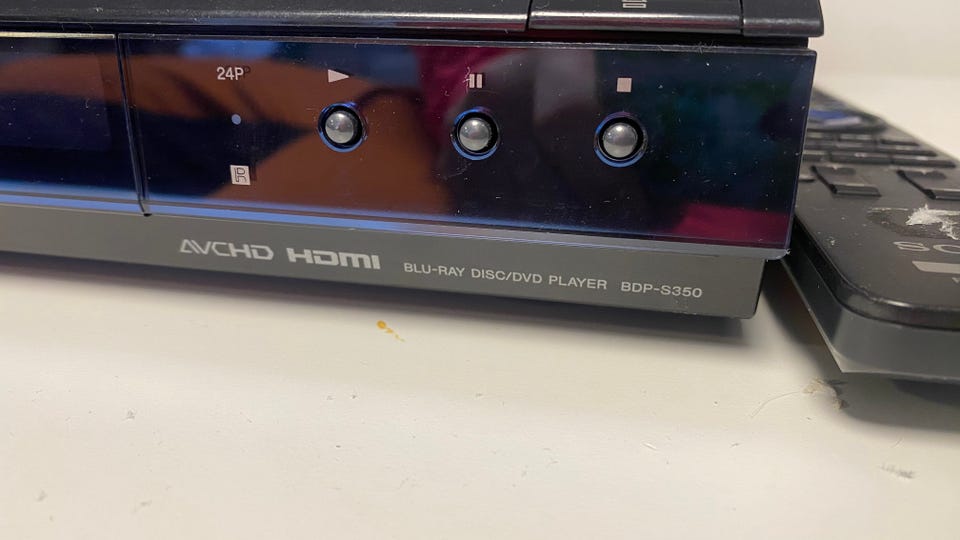 24P
AVCHD HDMI BLU-RAY DISC/DVD PLAYER BDP-S350